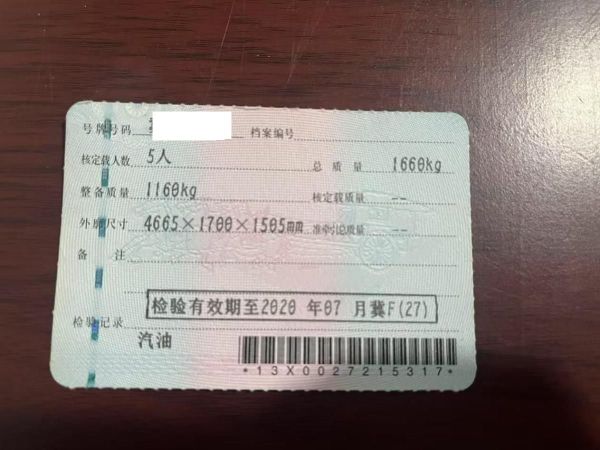 号牌号码 档案编号
核定载人数 5人 总质量 1660kg
整备质量 1160kg 核定载质量 --
外廓尺寸 4665×1700×1505mm 准牵引总质量 --
备注
检验有效期至2020 年07 月冀F(27)
检验记录
汽油
*13X0027215317*